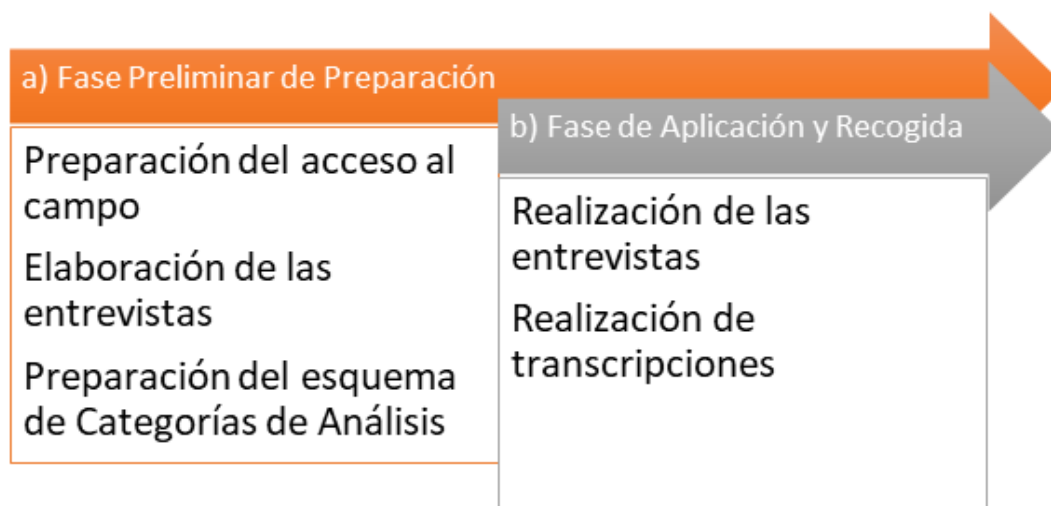 a) Fase Preliminar de Preparación
Preparación del acceso al
campo
Elaboración de las
entrevistas
Preparación del esquema
de Categorías de Análisis
b) Fase de Aplicación y Recogida
Realización de las
entrevistas
Realización de
transcripciones